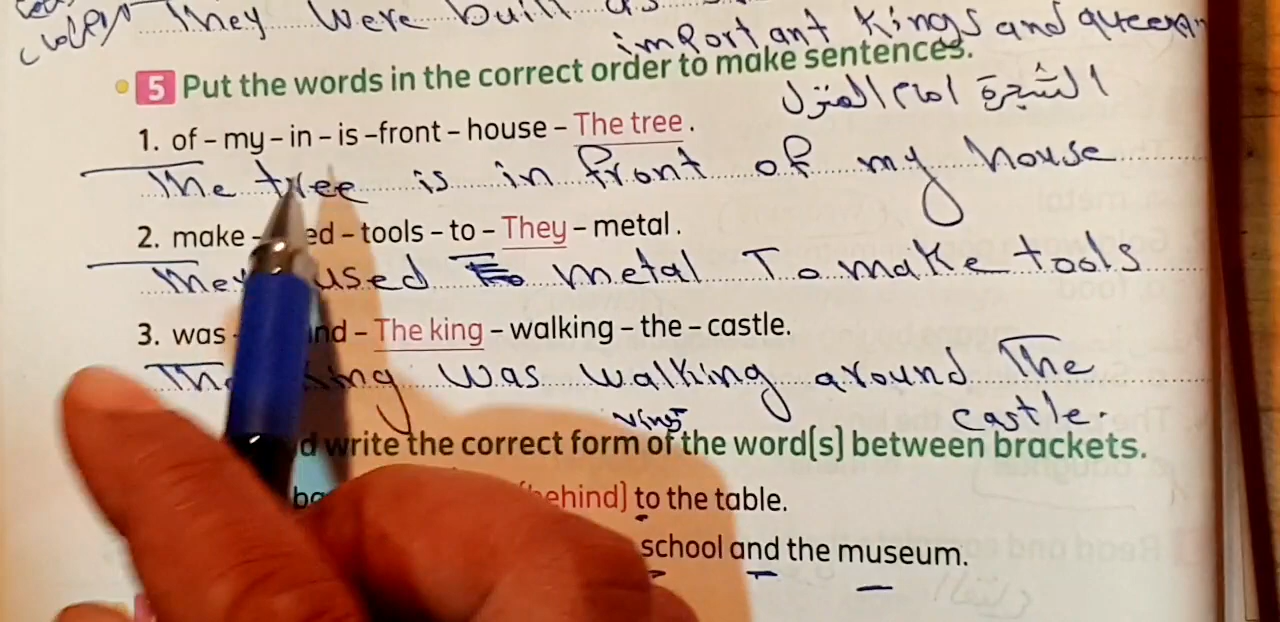 They were built as
important kings and queens
5 Put the words in the correct order to make sentences.
الشجرة امام المنزل
1. of – my – in – is –front – house – The tree .
The tree is in front of my house
2. make – ed – tools – to – They – metal .
They used metal To make tools
3. was – nd – The king – walking – the – castle.
king was walking around The
castle.
d write the correct form of the word(s) between brackets.
behind) to the table.
school and the museum.